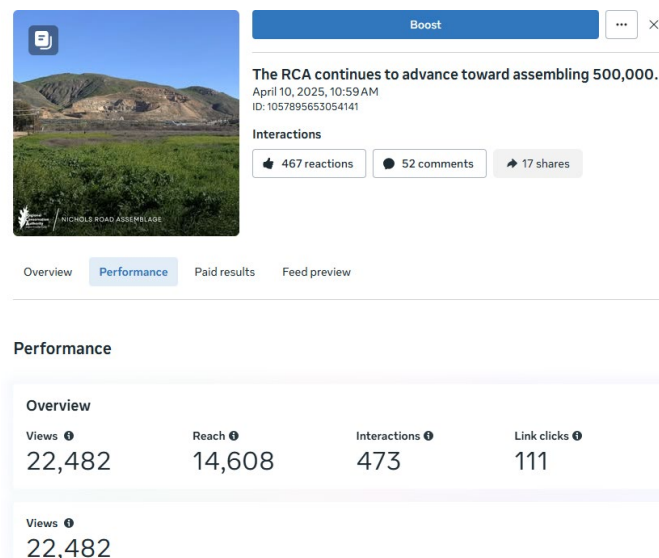 Boost
The RCA continues to advance toward assembling 500,000.
April 10, 2025, 10:59 AM
ID: 1057895653054141
Interactions
467 reactions
52 comments
17 shares
NICHOLS ROAD ASSEMBLAGE
Overview
Performance
Paid results
Feed preview
Performance
Overview
Views
Reach
Interactions
Link clicks
22,482
14,608
473
111
Views
22,482